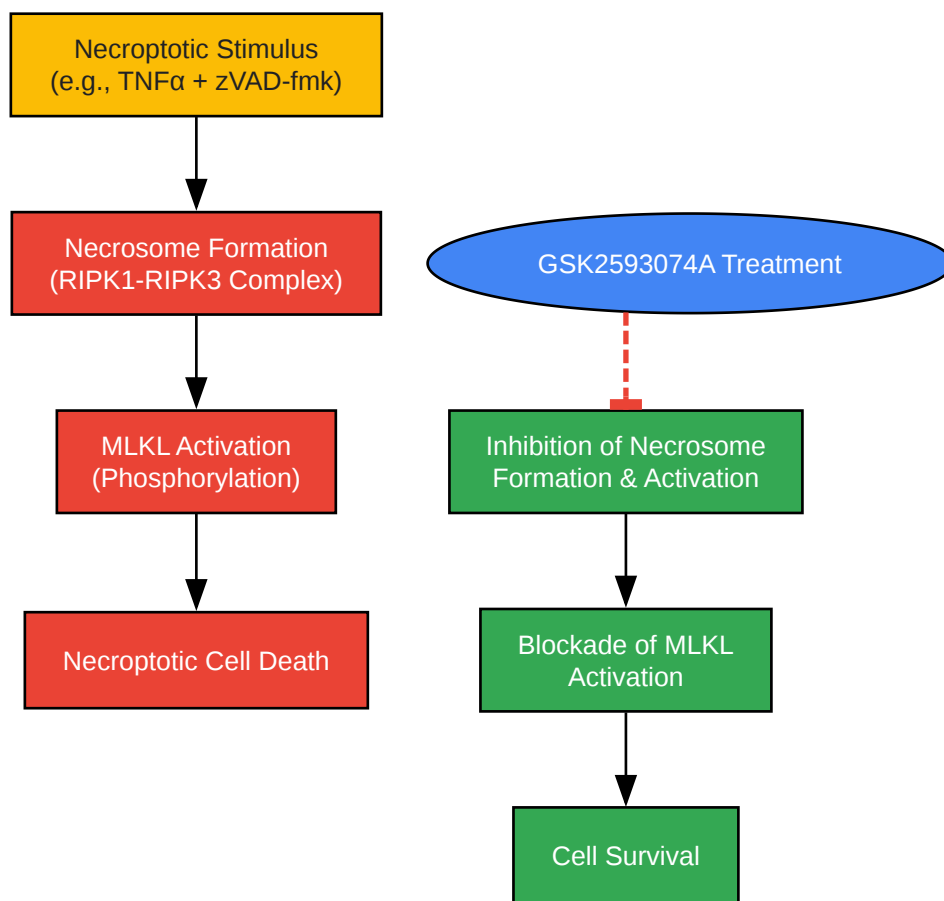 Necroptotic Stimulus
(e.g., TNFα + zVAD-fmk)
Necrosome Formation
(RIPK1-RIPK3 Complex)
MLKL Activation
(Phosphorylation)
Necroptotic Cell Death
GSK2593074A Treatment
Inhibition of Necrosome
Formation & Activation
Blockade of MLKL
Activation
Cell Survival